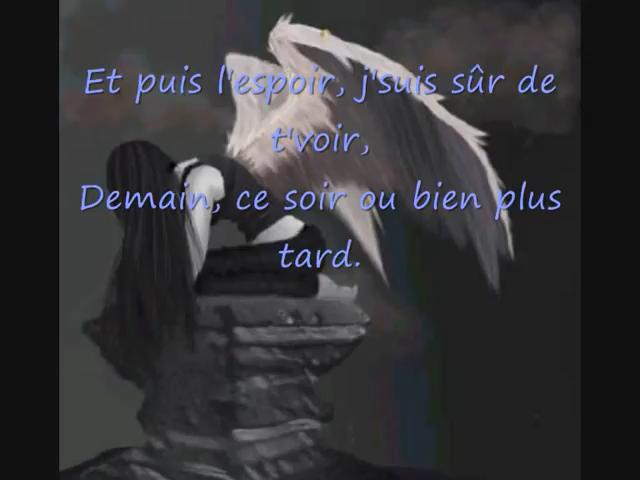 Et puis l'espoir, j'suis sûr de
t'voir,
Demain, ce soir ou bien plus
tard.